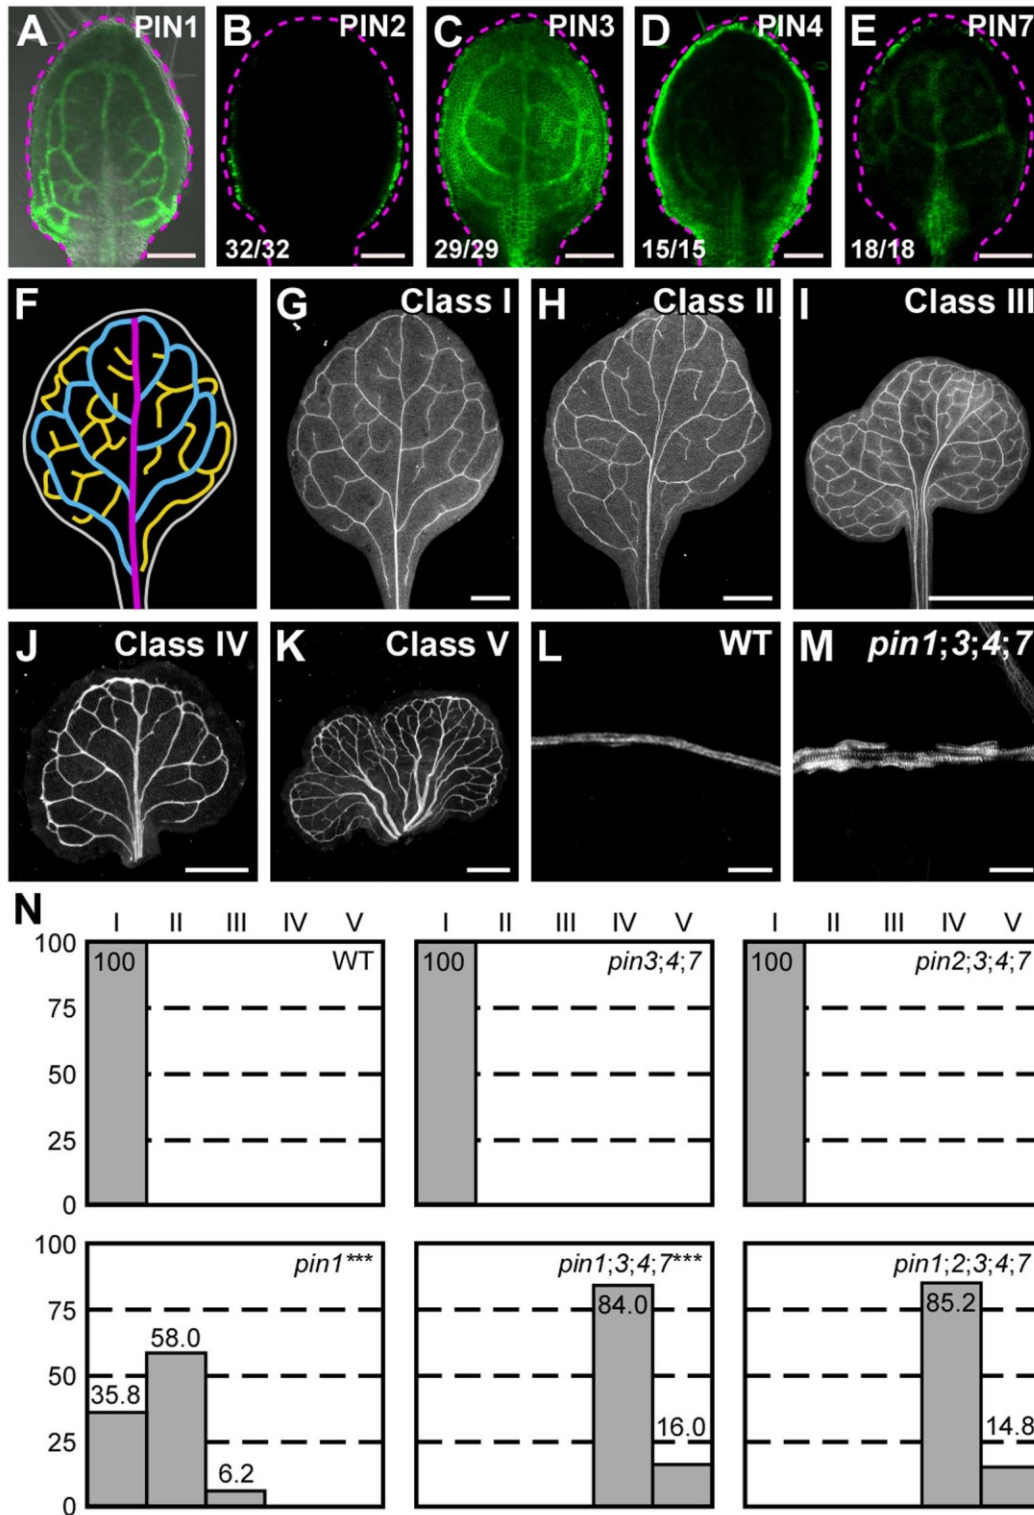 A PIN1 B PIN2 C PIN3 D PIN4 E PIN7
32/32 29/29 15/15 18/18
F G Class I H Class II I Class III
J Class IV K Class V L WT M pin1;3;4;7
N
I II III IV V I II III IV V I II III IV V
100 100 WT 100 pin3;4;7 100 pin2;3;4;7
75
50
25
0
100 pin1*** pin1;3;4;7*** pin1;2;3;4;7
75 84.0 85.2
58.0
50
35.8
25 16.0 14.8
6.2
0